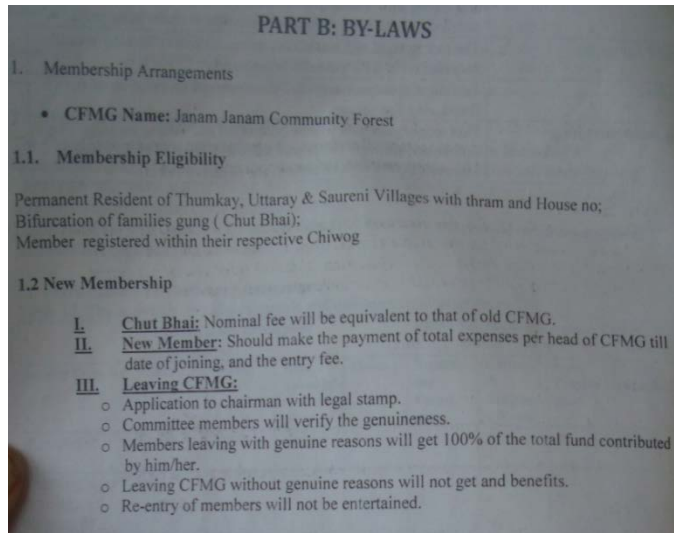 PART B: BY-LAWS
1. Membership Arrangements
• CFMG Name: Janam Janam Community Forest
1.1. Membership Eligibility
Permanent Resident of Thumkay, Uttaray & Saureni Villages with thram and House no;
Bifurcation of families gung ( Chut Bhai);
Member registered within their respective Chiwog
1.2 New Membership
I. Chut Bhai: Nominal fee will be equivalent to that of old CFMG.
II. New Member: Should make the payment of total expenses per head of CFMG till
date of joining, and the entry fee.
III. Leaving CFMG:
o Application to chairman with legal stamp.
o Committee members will verify the genuineness.
o Members leaving with genuine reasons will get 100% of the total fund contributed
by him/her.
o Leaving CFMG without genuine reasons will not get and benefits.
o Re-entry of members will not be entertained.